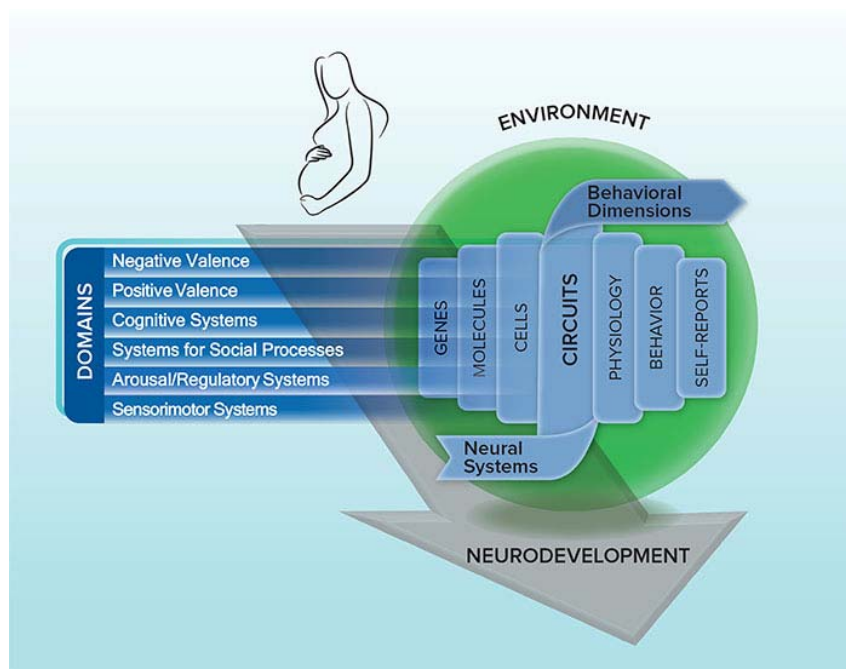 ENVIRONMENT
Behavioral
Dimensions
DOMAINS
Negative Valence
Positive Valence
Cognitive Systems
Systems for Social Processes
Arousal/Regulatory Systems
Sensorimotor Systems
GENES
MOLECULES
CELLS
CIRCUITS
PHYSIOLOGY
BEHAVIOR
SELF-REPORTS
Neural
Systems
NEURODEVELOPMENT